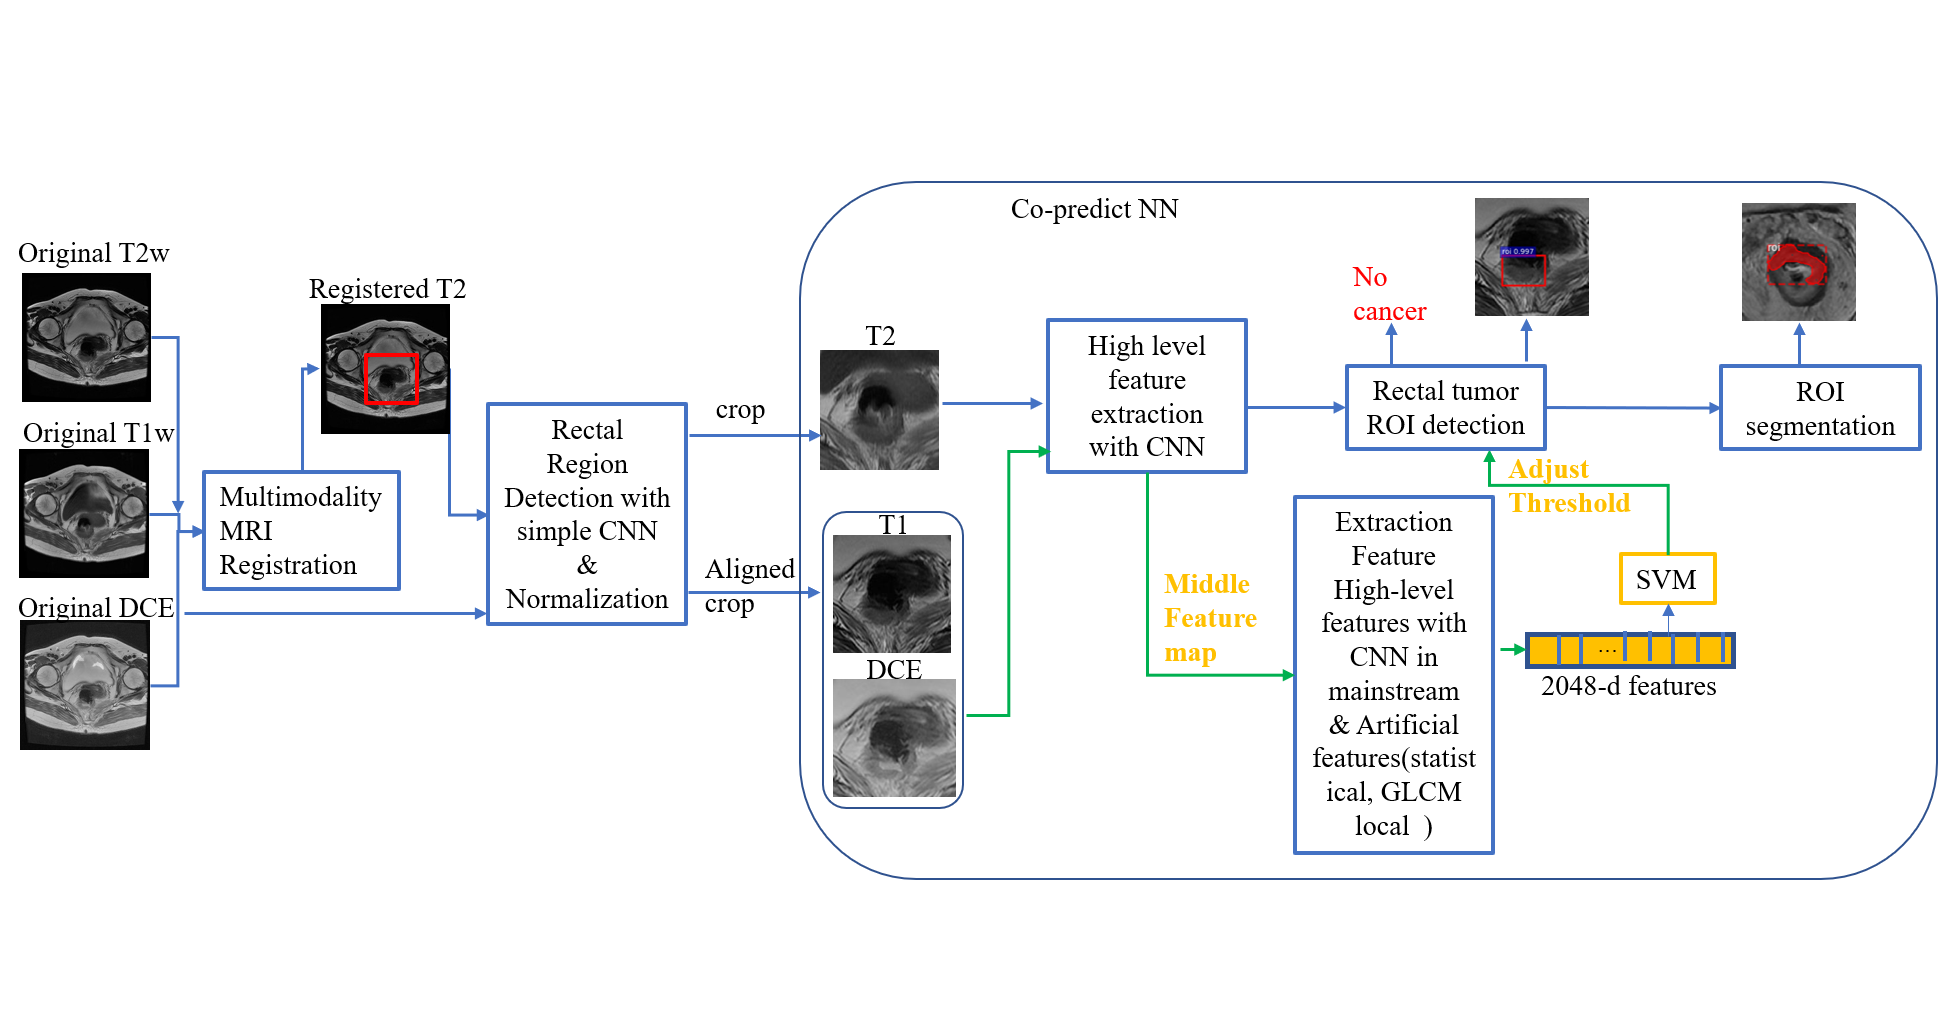 Co-predict NN
Original T2w
Registered T2
Original T1w
Original DCE
Multimodality
MRI
Registration
Rectal
Region
Detection with
simple CNN
&
Normalization
crop
Aligned
crop
T2
T1
DCE
High level
feature
extraction
with CNN
Middle
Feature
map
No
cancer
roi 0.997
roi
Rectal tumor
ROI detection
ROI
segmentation
Adjust
Threshold
Extraction
Feature
High-level
features with
CNN in
mainstream
& Artificial
features(statist
ical, GLCM
local )
SVM
...
2048-d features